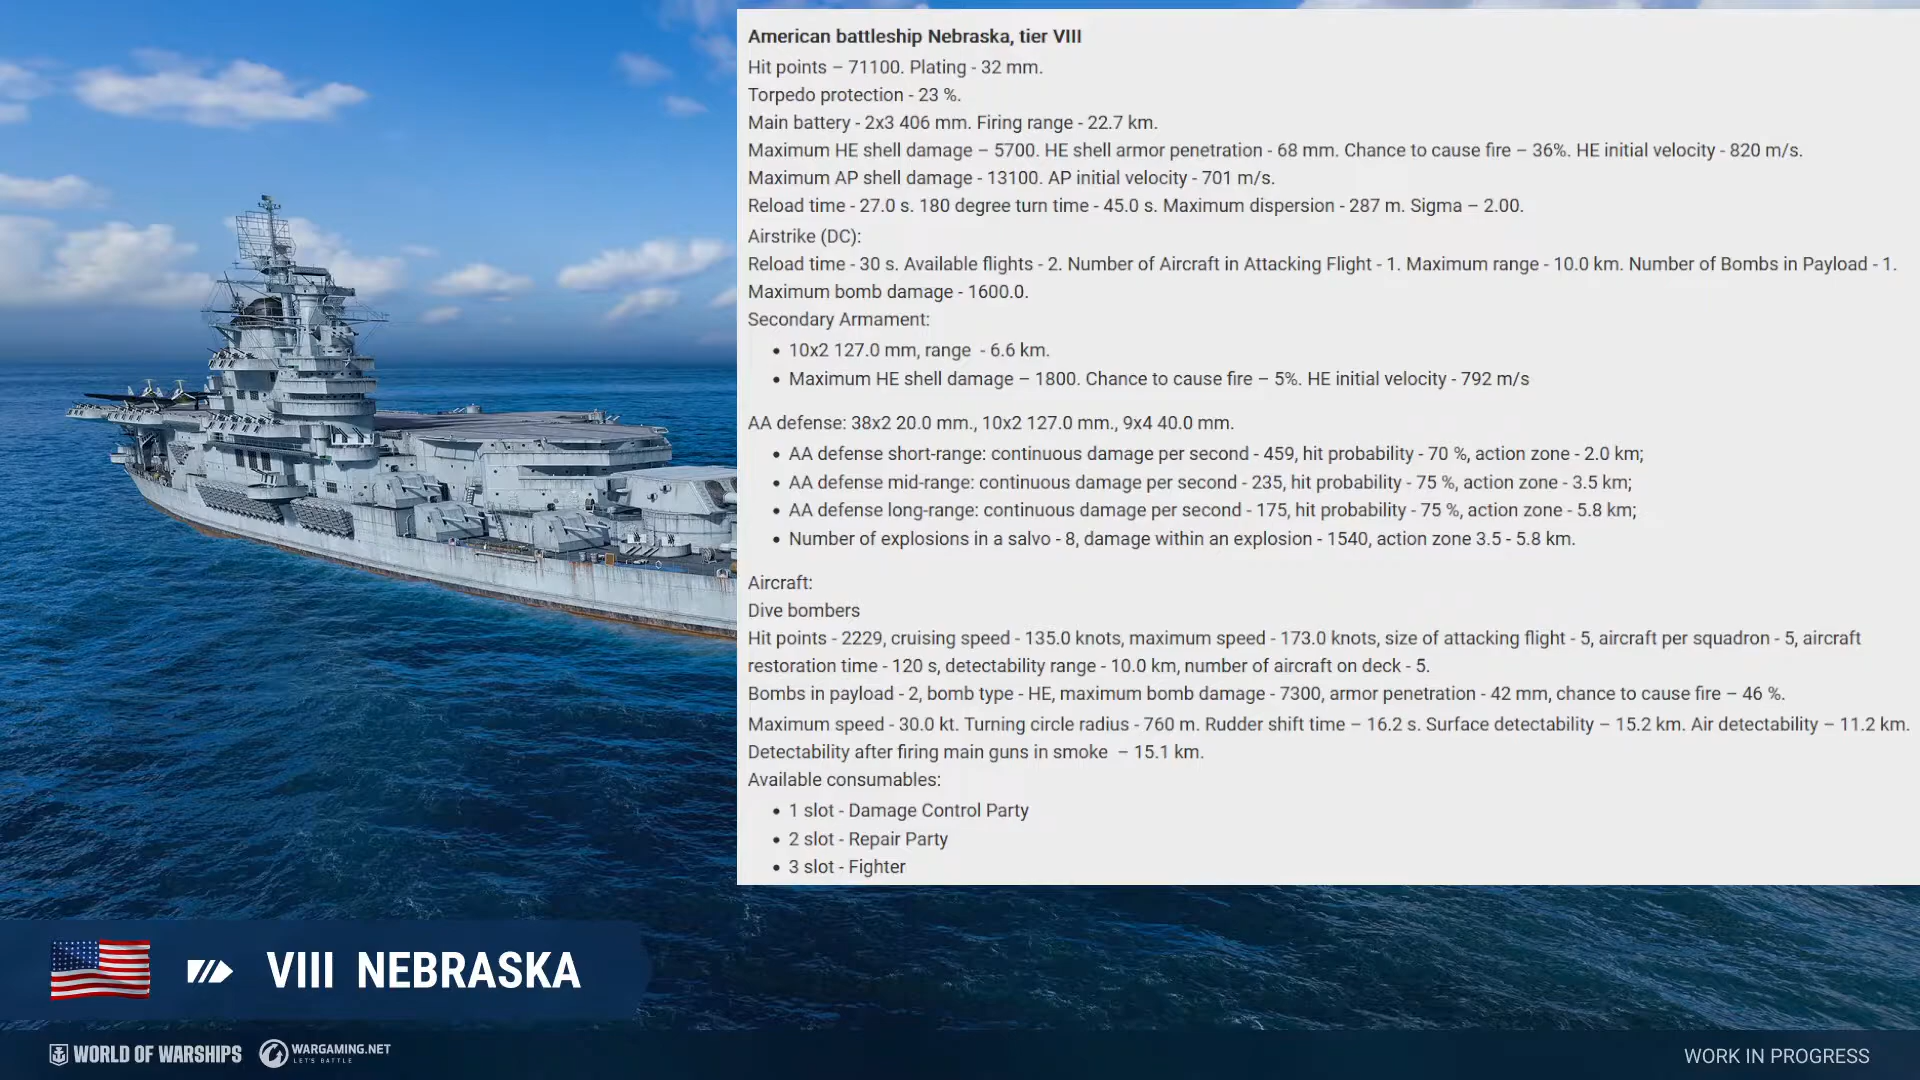 American battleship Nebraska, tier VIII
Hit points – 71100. Plating - 32 mm.
Torpedo protection - 23 %.
Main battery - 2x3 406 mm. Firing range - 22.7 km.
Maximum HE shell damage – 5700. HE shell armor penetration - 68 mm. Chance to cause fire – 36%. HE initial velocity - 820 m/s.
Maximum AP shell damage - 13100. AP initial velocity - 701 m/s.
Reload time - 27.0 s. 180 degree turn time - 45.0 s. Maximum dispersion - 287 m. Sigma – 2.00.
Airstrike (DC):
Reload time - 30 s. Available flights - 2. Number of Aircraft in Attacking Flight - 1. Maximum range - 10.0 km. Number of Bombs in Payload - 1.
Maximum bomb damage - 1600.0.
Secondary Armament:
• 10x2 127.0 mm, range  - 6.6 km.
• Maximum HE shell damage – 1800. Chance to cause fire – 5%. HE initial velocity - 792 m/s
AA defense: 38x2 20.0 mm., 10x2 127.0 mm., 9x4 40.0 mm.
• AA defense short-range: continuous damage per second - 459, hit probability - 70 %, action zone - 2.0 km;
• AA defense mid-range: continuous damage per second - 235, hit probability - 75 %, action zone - 3.5 km;
• AA defense long-range: continuous damage per second - 175, hit probability - 75 %, action zone - 5.8 km;
• Number of explosions in a salvo - 8, damage within an explosion - 1540, action zone 3.5 - 5.8 km.
Aircraft:
Dive bombers
Hit points - 2229, cruising speed - 135.0 knots, maximum speed - 173.0 knots, size of attacking flight - 5, aircraft per squadron - 5, aircraft
restoration time - 120 s, detectability range - 10.0 km, number of aircraft on deck - 5.
Bombs in payload - 2, bomb type - HE, maximum bomb damage - 7300, armor penetration - 42 mm, chance to cause fire – 46 %.
Maximum speed - 30.0 kt. Turning circle radius - 760 m. Rudder shift time – 16.2 s. Surface detectability – 15.2 km. Air detectability – 11.2 km.
Detectability after firing main guns in smoke  – 15.1 km.
Available consumables:
• 1 slot - Damage Control Party
• 2 slot - Repair Party
• 3 slot - Fighter
VIII NEBRASKA
WORLD OF WARSHIPS
WARGAMING.NET
LET'S BATTLE
WORK IN PROGRESS